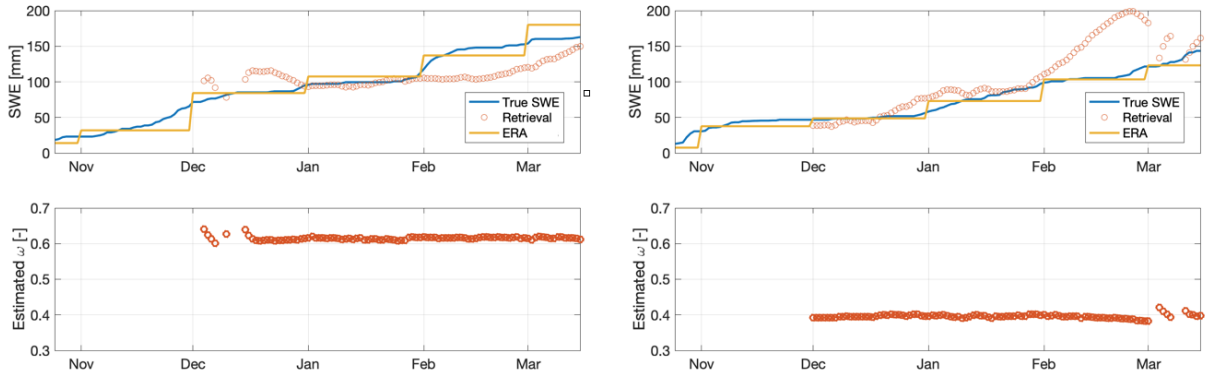 200
150
100
50
0
SWE [mm]
Nov
Dec
Jan
Feb
Mar
True SWE
Retrieval
ERA
200
150
100
50
0
SWE [mm]
Nov
Dec
Jan
Feb
Mar
True SWE
Retrieval
ERA
0.7
0.6
0.5
0.4
0.3
Estimated ω [-]
Nov
Dec
Jan
Feb
Mar
0.7
0.6
0.5
0.4
0.3
Estimated ω [-]
Nov
Dec
Jan
Feb
Mar